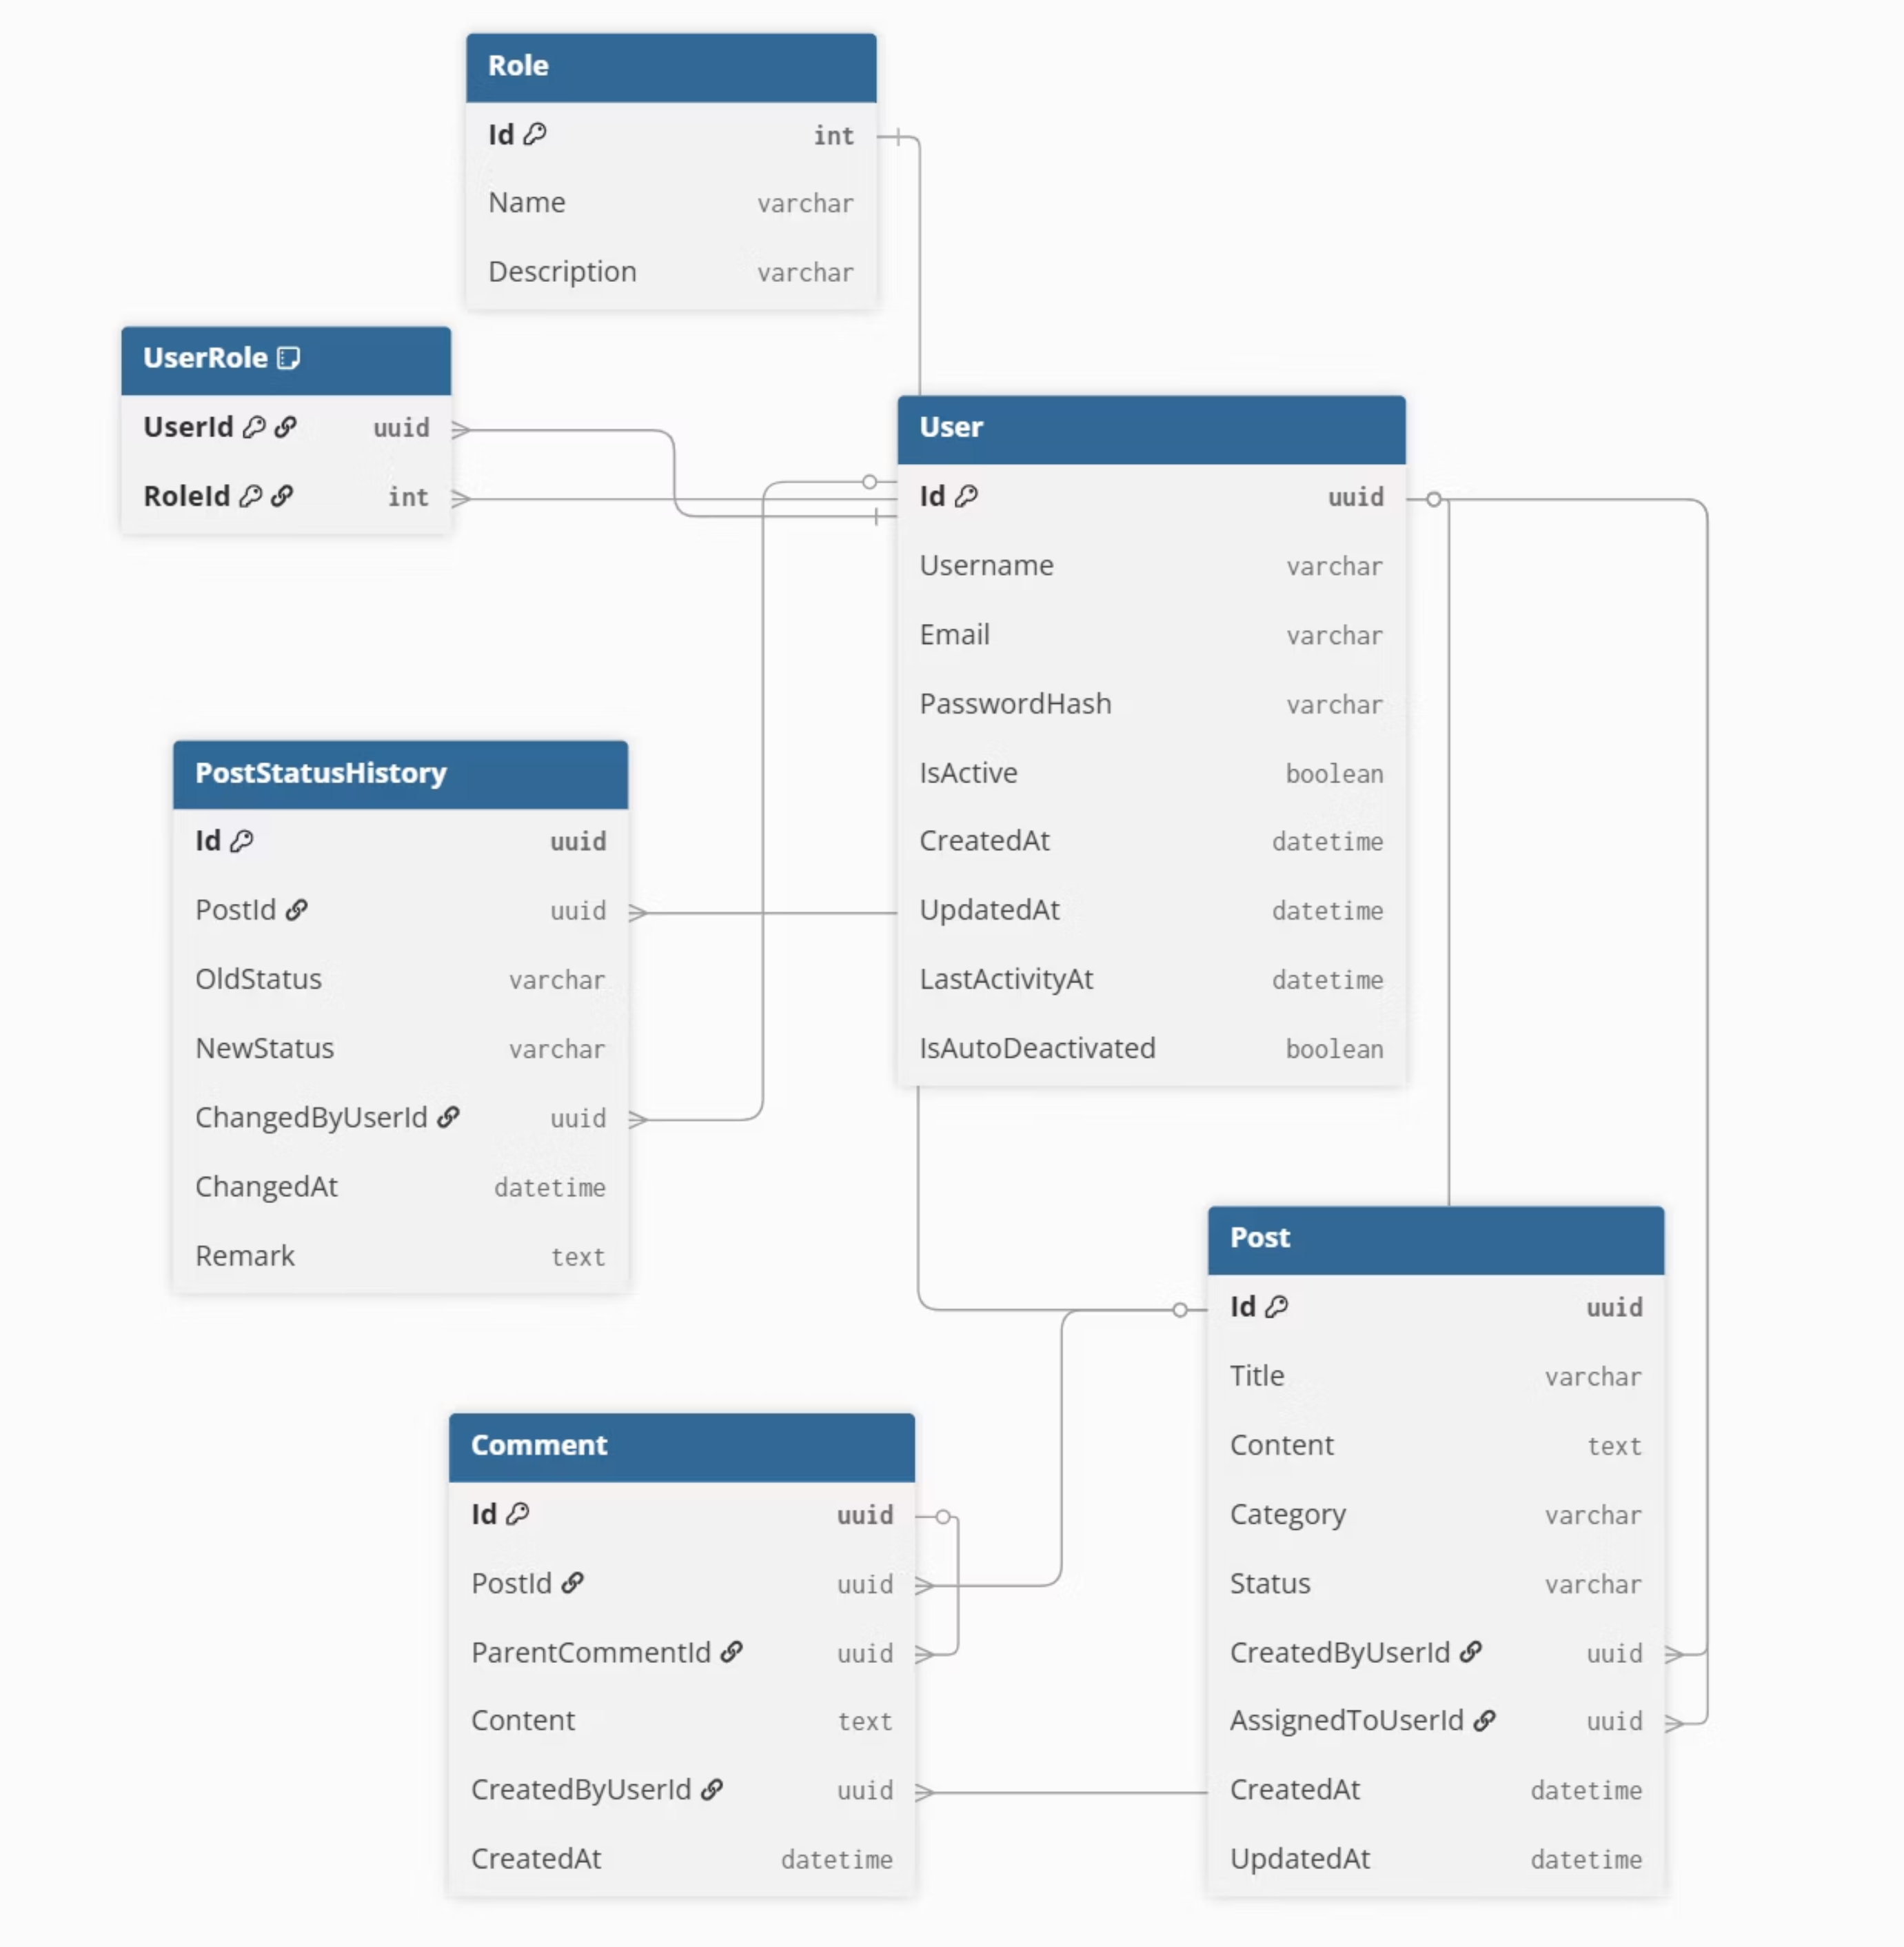 Role
Id int
Name varchar
Description varchar
UserRole
UserId uuid
RoleId int
User
Id uuid
Username varchar
Email varchar
PasswordHash varchar
IsActive boolean
CreatedAt datetime
UpdatedAt datetime
LastActivityAt datetime
IsAutoDeactivated boolean
PostStatusHistory
Id uuid
PostId uuid
OldStatus varchar
NewStatus varchar
ChangedByUserId uuid
ChangedAt datetime
Remark text
Post
Id uuid
Title varchar
Content text
Category varchar
Status varchar
CreatedByUserId uuid
AssignedToUserId uuid
CreatedAt datetime
UpdatedAt datetime
Comment
Id uuid
PostId uuid
ParentCommentId uuid
Content text
CreatedByUserId uuid
CreatedAt datetime